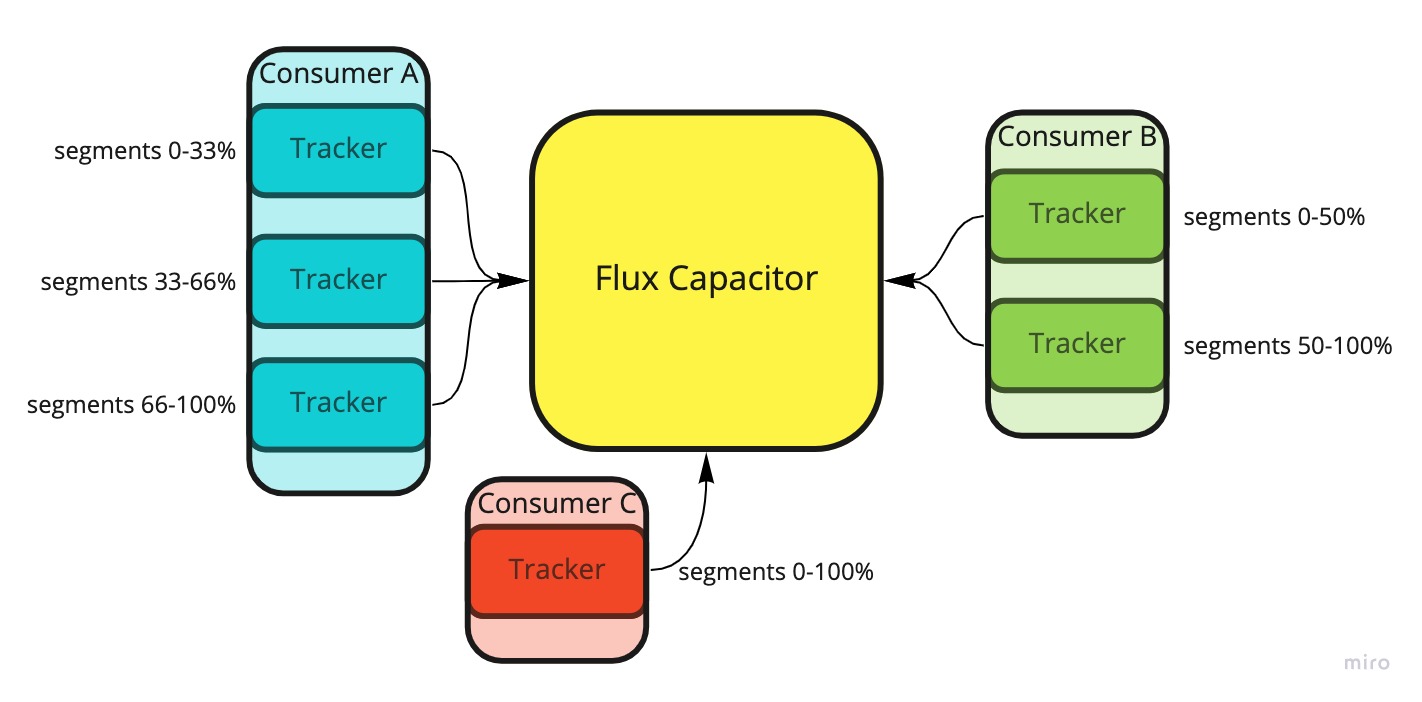 Consumer A
segments 0-33%
Tracker
segments 33-66%
Tracker
segments 66-100%
Tracker
Flux Capacitor
Consumer B
Tracker
segments 0-50%
Tracker
segments 50-100%
Consumer C
Tracker
segments 0-100%
miro